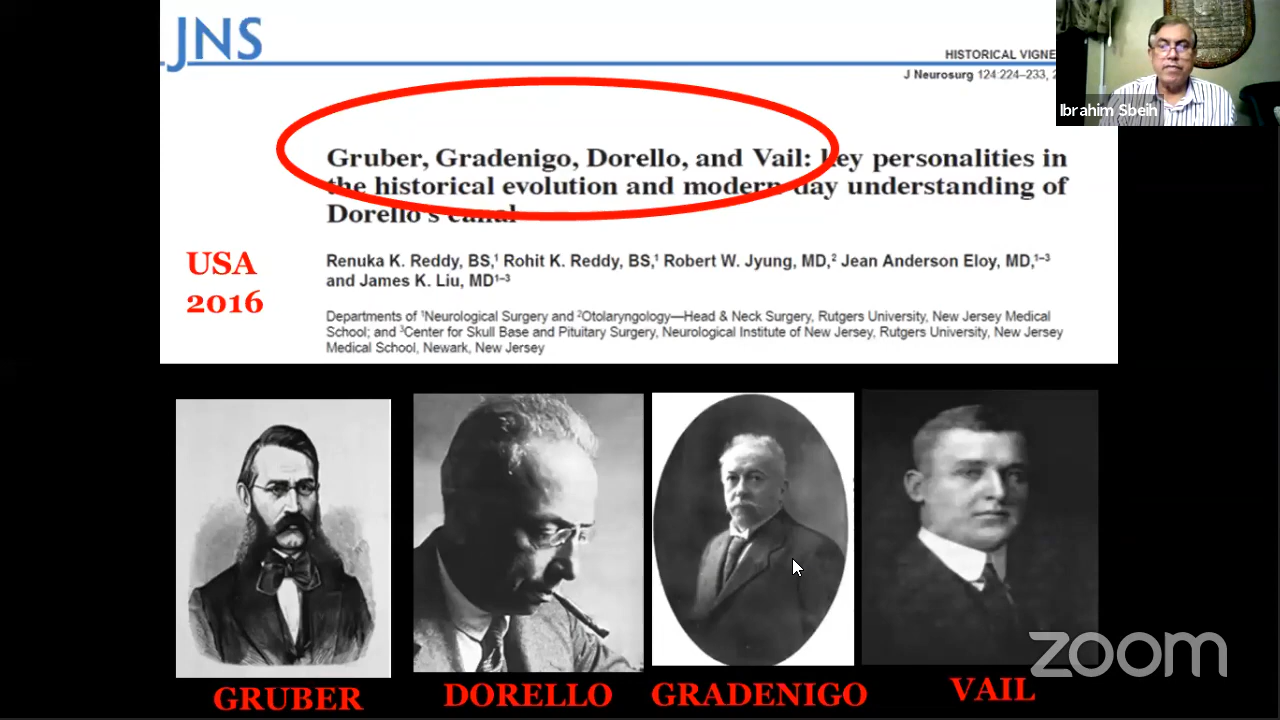 JNS
HISTORICAL VIGNE
J Neurosurg 124:224–233, 2
Ibrahim Sbeih
Gruber, Gradenigo, Dorello, and Vail: key personalities in
the historical evolution and modern-day understanding of
Dorello's canal
USA
2016
Renuka K. Reddy, BS,¹ Rohit K. Reddy, BS,¹ Robert W. Jyung, MD,² Jean Anderson Eloy, MD,¹⁻³
and James K. Liu, MD¹⁻³
Departments of ¹Neurological Surgery and ²Otolaryngology—Head & Neck Surgery, Rutgers University, New Jersey Medical
School; and ³Center for Skull Base and Pituitary Surgery, Neurological Institute of New Jersey, Rutgers University, New Jersey
Medical School, Newark, New Jersey
GRUBER
DORELLO
GRADENIGO
VAIL
zoom